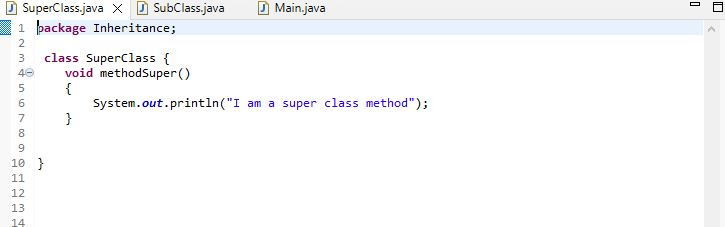 SuperClass.java SubClass.java Main.java
1 package Inheritance;
2
3 class SuperClass {
4 void methodSuper()
5 {
6 System.out.println("I am a super class method");
7 }
8
9
10 }
11
12
13
14